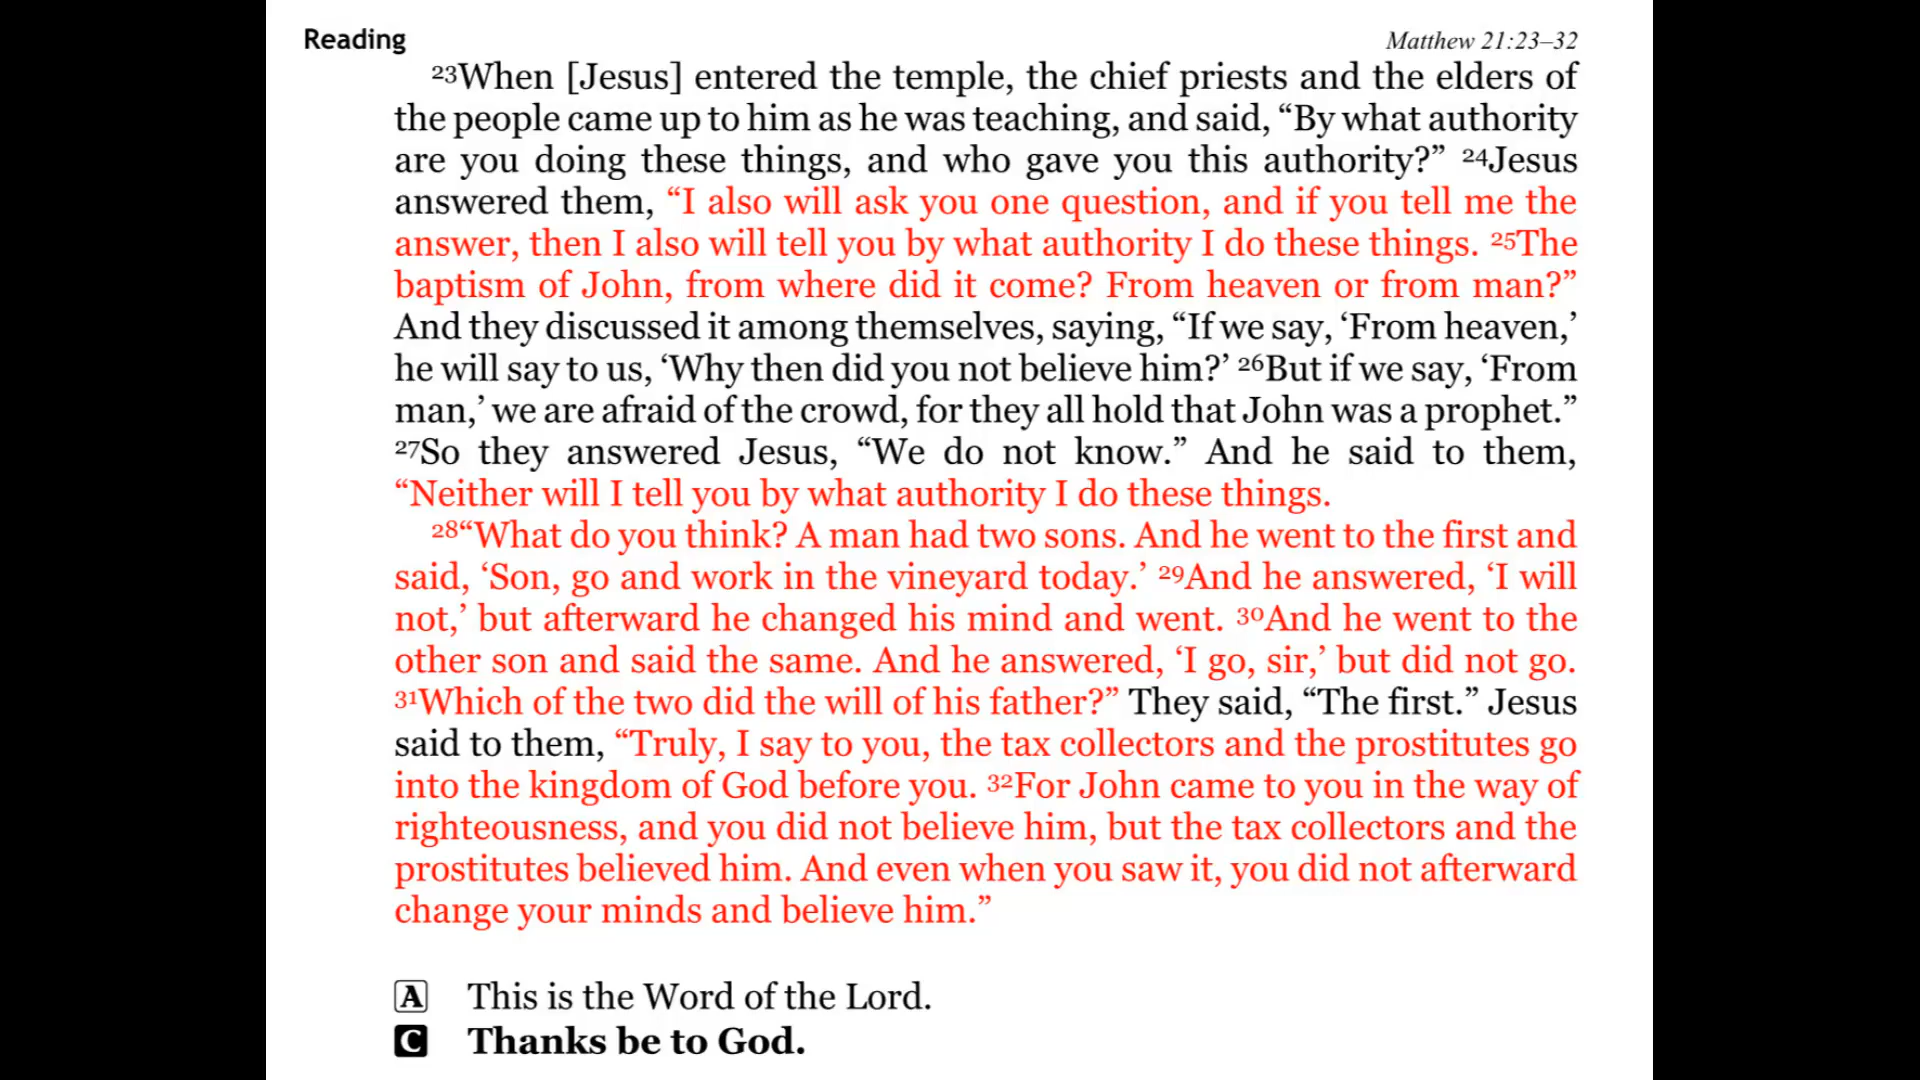 Reading
Matthew 21:23–32
23When [Jesus] entered the temple, the chief priests and the elders of
the people came up to him as he was teaching, and said, “By what authority
are you doing these things, and who gave you this authority?” 24Jesus
answered them, “I also will ask you one question, and if you tell me the
answer, then I also will tell you by what authority I do these things. 25The
baptism of John, from where did it come? From heaven or from man?”
And they discussed it among themselves, saying, “If we say, ‘From heaven,’
he will say to us, ‘Why then did you not believe him?’ 26But if we say, ‘From
man,’ we are afraid of the crowd, for they all hold that John was a prophet.”
27So they answered Jesus, “We do not know.” And he said to them,
“Neither will I tell you by what authority I do these things.
28“What do you think? A man had two sons. And he went to the first and
said, ‘Son, go and work in the vineyard today.’ 29And he answered, ‘I will
not,’ but afterward he changed his mind and went. 30And he went to the
other son and said the same. And he answered, ‘I go, sir,’ but did not go.
31Which of the two did the will of his father?” They said, “The first.” Jesus
said to them, “Truly, I say to you, the tax collectors and the prostitutes go
into the kingdom of God before you. 32For John came to you in the way of
righteousness, and you did not believe him, but the tax collectors and the
prostitutes believed him. And even when you saw it, you did not afterward
change your minds and believe him.”
A This is the Word of the Lord.
C Thanks be to God.